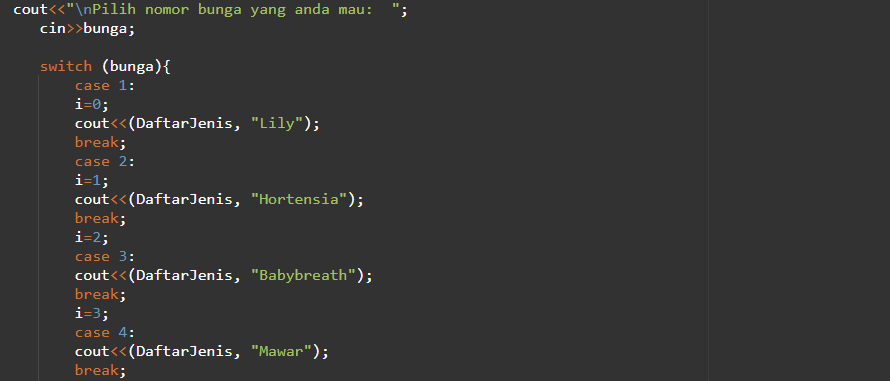 cout<<"\nPilih nomor bunga yang anda mau:  ";
cin>>bunga;
switch (bunga){
case 1:
i=0;
cout<<(DaftarJenis, "Lily");
break;
case 2:
i=1;
cout<<(DaftarJenis, "Hortensia");
break;
i=2;
case 3:
cout<<(DaftarJenis, "Babybreath");
break;
i=3;
case 4:
cout<<(DaftarJenis, "Mawar");
break;